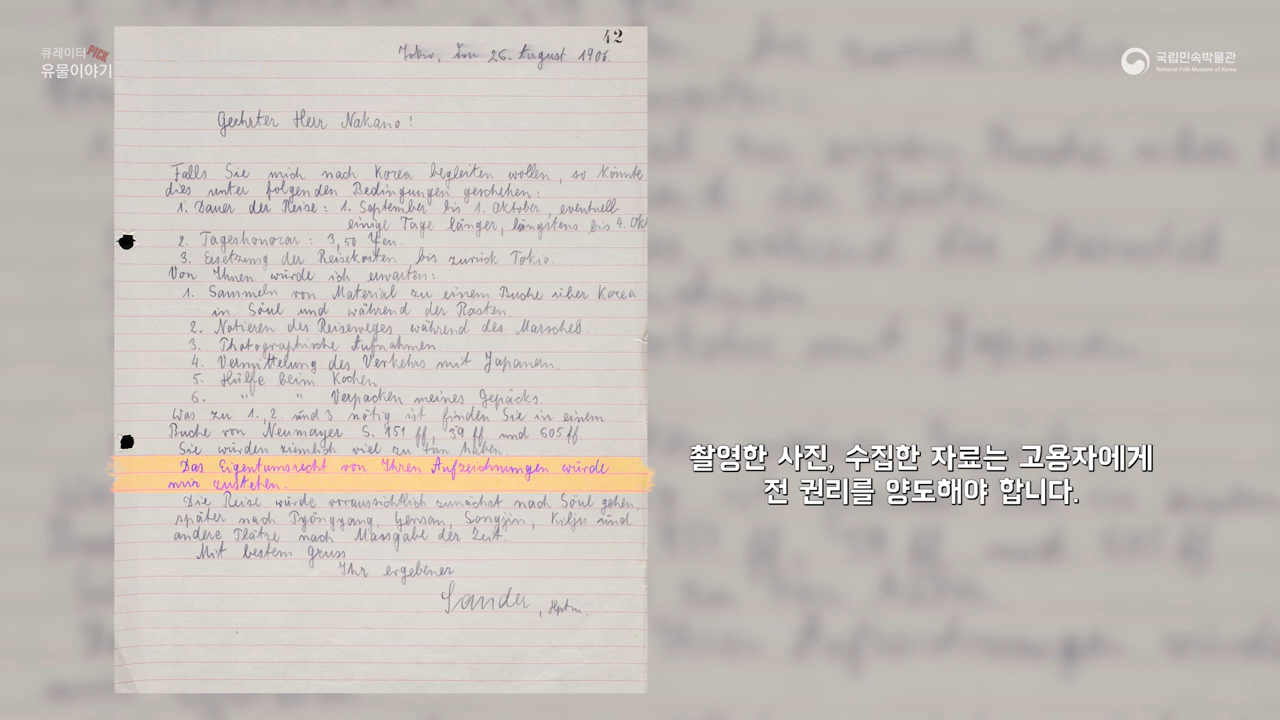 큐레이터 PICK
유물이야기
국립민속박물관
National Folk Museum of Korea
42
Tokio, den 26. August 1906.
Geehrter Herr Nakano!
Falls Sie mich nach Korea begleiten wollen, so könnte
dies unter folgenden Bedingungen geschehen:
1. Dauer der Reise: 1. September bis 1. Oktober, eventuell
einige Tage länger, längstens bis 4. Okt
2. Tageshonorar: 3,50 Yen
3. Ersetzung der Reisekosten bis zurück Tokio.
Von Ihnen würde ich erwarten:
1. Sammeln von Material zu einem Buche über Korea
in Söul und während der Rasten.
2. Notieren des Reiseweges während des Marsches.
3. Photographische Aufnahmen
4. Vermittelung des Verkehrs mit Japanern.
5. Hülfe beim Kochen
6. " " Verpacken meines Gepäcks.
Was zu 1., 2. und 3 nötig ist finden Sie in einem
Buche von Neumayer S. 151 ff, 39 ff und 605 ff
Sie würden ziemlich viel zu tun haben.
Das Eigentumsrecht von Ihren Aufzeichnungen würde
mir zustehen.
Die Reise würde voraussichtlich zunächst nach Söul gehen,
später nach Pyöngyang, Gensan, Songjin, Kilju und
andere Plätze nach Massgabe der Zeit.
Mit bestem Gruss
Ihr ergebener
Sander, Hptm.
촬영한 사진, 수집한 자료는 고용자에게
전 권리를 양도해야 합니다.